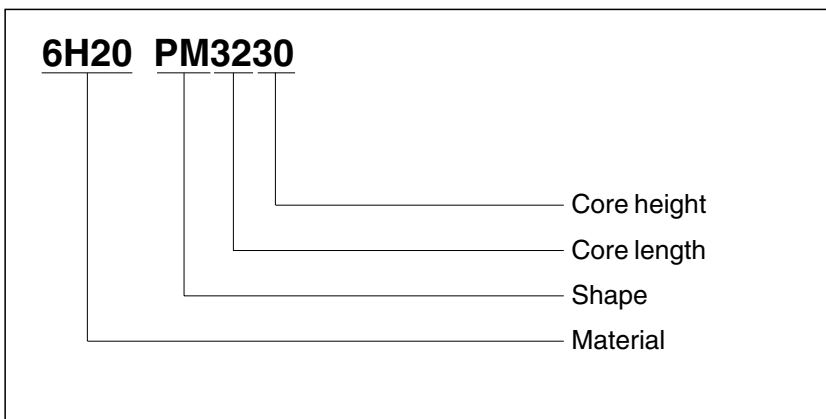 6H20 PM3230
Core height
Core length
Shape
Material